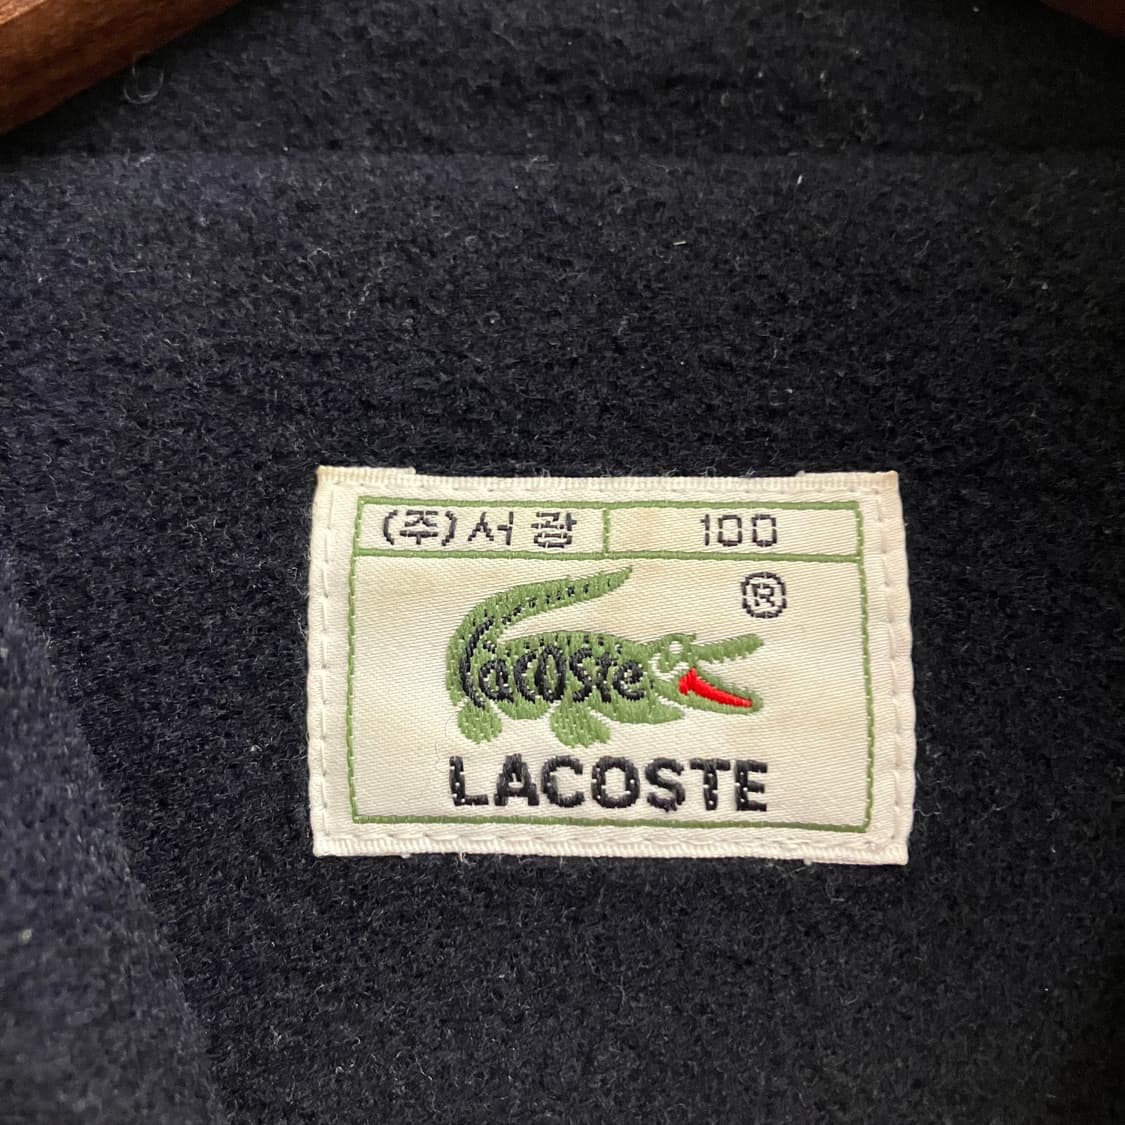 (주)서광 100
®
Lacoste
LACOSTE